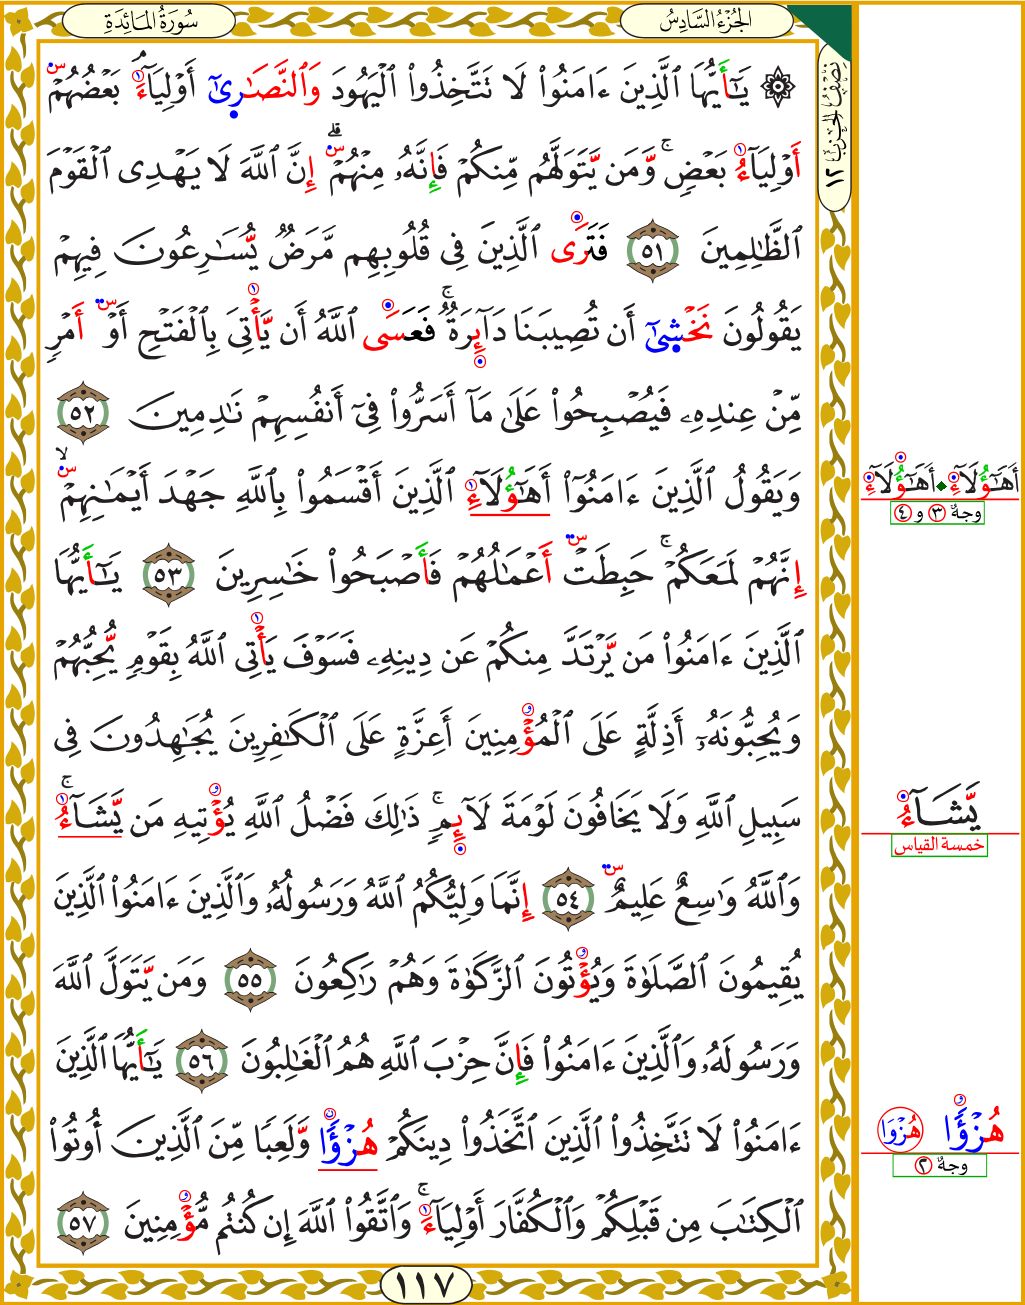 الجُزْءُ السَّادِسُ
سُورَةُ المَائِدَةِ
نِصْفُ الحِزْبِ ١٢
۞ يَـٰٓأَيُّهَا ٱلَّذِينَ ءَامَنُوا۟ لَا تَتَّخِذُوا۟ ٱلْيَهُودَ وَٱلنَّصَـٰرِىٰٓ أَوْلِيَآءَۘ بَعْضُهُمْ
أَوْلِيَآءُ بَعْضٍۚ وَّمَن يَّتَوَلَّهُم مِّنكُمْ فَإِنَّهُۥ مِنْهُمْۗ إِنَّ ٱللَّهَ لَا يَهْدِى ٱلْقَوْمَ
ٱلظَّـٰلِمِينَ ٥١ فَتَرَى ٱلَّذِينَ فِى قُلُوبِهِم مَّرَضٌ يُّسَـٰرِعُونَ فِيهِمْ
يَقُولُونَ نَخْشِىٰٓ أَن تُصِيبَنَا دَآئِرَةٌۚ فَعَسَى ٱللَّهُ أَن يَّأْتِىَ بِٱلْفَتْحِ أَوْ أَمْرٍ
مِّنْ عِندِهِۦ فَيُصْبِحُوا۟ عَلَىٰ مَآ أَسَرُّوا۟ فِىٓ أَنفُسِهِمْ نَـٰدِمِينَ ٥٢
وَيَقُولُ ٱلَّذِينَ ءَامَنُوٓا۟ أَهَـٰٓؤُلَآءِ ٱلَّذِينَ أَقْسَمُوا۟ بِٱللَّهِ جَهْدَ أَيْمَـٰنِهِمْۙ
إِنَّهُمْ لَمَعَكُمْۚ حَبِطَتْ أَعْمَـٰلُهُمْ فَأَصْبَحُوا۟ خَـٰسِرِينَ ٥٣ يَـٰٓأَيُّهَا
ٱلَّذِينَ ءَامَنُوا۟ مَن يَّرْتَدَّ مِنكُمْ عَن دِينِهِۦ فَسَوْفَ يَأْتِى ٱللَّهُ بِقَوْمٍ يُّحِبُّهُمْ
وَيُحِبُّونَهُۥٓ أَذِلَّةٍ عَلَى ٱلْمُؤْمِنِينَ أَعِزَّةٍ عَلَى ٱلْكَـٰفِرِينَ يُجَـٰهِدُونَ فِى
سَبِيلِ ٱللَّهِ وَلَا يَخَافُونَ لَوْمَةَ لَآئِمٍۚ ذَٰلِكَ فَضْلُ ٱللَّهِ يُؤْتِيهِ مَن يَّشَآءُۚ
وَٱللَّهُ وَٰسِعٌ عَلِيمٌ ٥٤ إِنَّمَا وَلِيُّكُمُ ٱللَّهُ وَرَسُولُهُۥ وَٱلَّذِينَ ءَامَنُوا۟ ٱلَّذِينَ
يُقِيمُونَ ٱلصَّلَوٰةَ وَيُؤْتُونَ ٱلزَّكَوٰةَ وَهُمْ رَٰكِعُونَ ٥٥ وَمَن يَّتَوَلَّ ٱللَّهَ
وَرَسُولَهُۥ وَٱلَّذِينَ ءَامَنُوا۟ فَإِنَّ حِزْبَ ٱللَّهِ هُمُ ٱلْغَـٰلِبُونَ ٥٦ يَـٰٓأَيُّهَا ٱلَّذِينَ
ءَامَنُوا۟ لَا تَتَّخِذُوا۟ ٱلَّذِينَ ٱتَّخَذُوا۟ دِينَكُمْ هُزْؤًا وَّلَعِبًا مِّنَ ٱلَّذِينَ أُوتُوا۟
ٱلْكِتَـٰبَ مِن قَبْلِكُمْ وَٱلْكُفَّارَ أَوْلِيَآءَۚ وَٱتَّقُوا۟ ٱللَّهَ إِن كُنتُم مُّؤْمِنِينَ ٥٧
أَهَـٰٓؤُلَآءِ ◆ أَهَـٰٓؤُلَآءِ
وجهٌ ٣ و ٤
يَّشَآءُ
خمسة القياس
هُزْؤًا هُزْوًا
وجهٌ ٢
١١٧